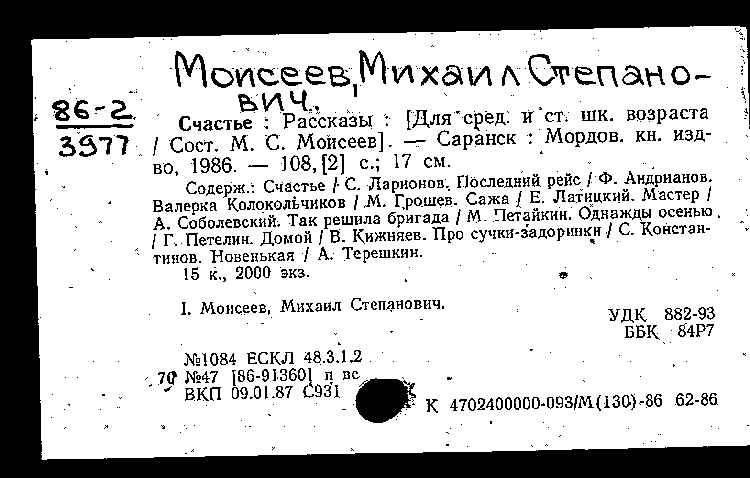 Моисеев, Михаил Степано-
вич.
86-2
3977
Счастье : Рассказы : [Для сред. и ст. шк. возраста
/ Сост. М. С. Моисеев]. — Саранск : Мордов. кн. изд-
во, 1986. — 108,[2] с.; 17 см.
Содерж.: Счастье / С. Ларионов. Последний рейс / Ф. Андрианов.
Валерка Колокольчиков / М. Грошев. Сажа / Е. Латицкий. Мастер /
А. Соболевский. Так решила бригада / М. Петайкин. Однажды осенью
/ Г. Петелин. Домой / В. Кижняев. Про сучки-задоринки / С. Констан-
тинов. Новенькая / А. Терешкин.
15 к., 2000 экз.
I. Моисеев, Михаил Степанович.
УДК 882-93
ББК 84Р7
№1084 ЕСКЛ 48.3.1.2
70 №47 [86-91360] п вс
ВКП 09.01.87 С931
К 4702400000-093/М(130)-86 62-86